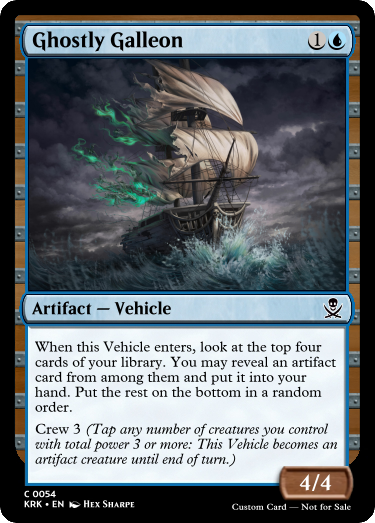 Ghostly Galleon 1
Artifact — Vehicle
When this Vehicle enters, look at the top four
cards of your library. You may reveal an artifact
card from among them and put it into your
hand. Put the rest on the bottom in a random
order.
Crew 3 (Tap any number of creatures you control
with total power 3 or more: This Vehicle becomes an
artifact creature until end of turn.)
4/4
C 0054
KRK • EN Hex Sharpe
Custom Card — Not for Sale